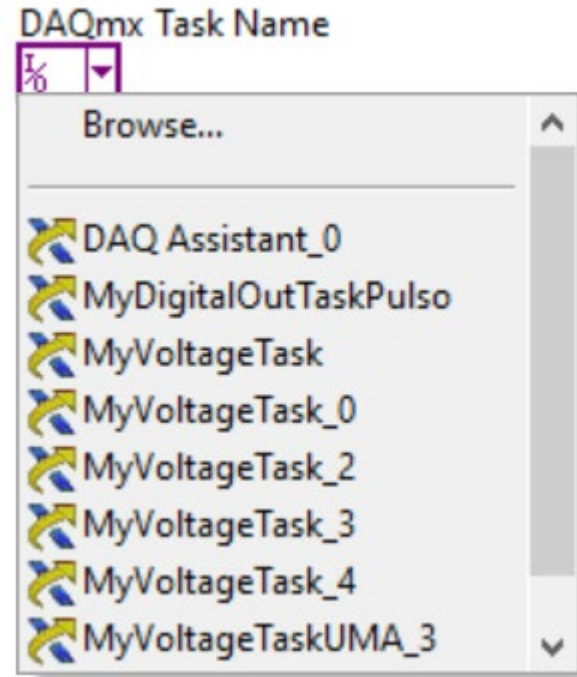 DAQmx Task Name
I/O
Browse...
DAQ Assistant_0
MyDigitalOutTaskPulso
MyVoltageTask
MyVoltageTask_0
MyVoltageTask_2
MyVoltageTask_3
MyVoltageTask_4
MyVoltageTaskUMA_3